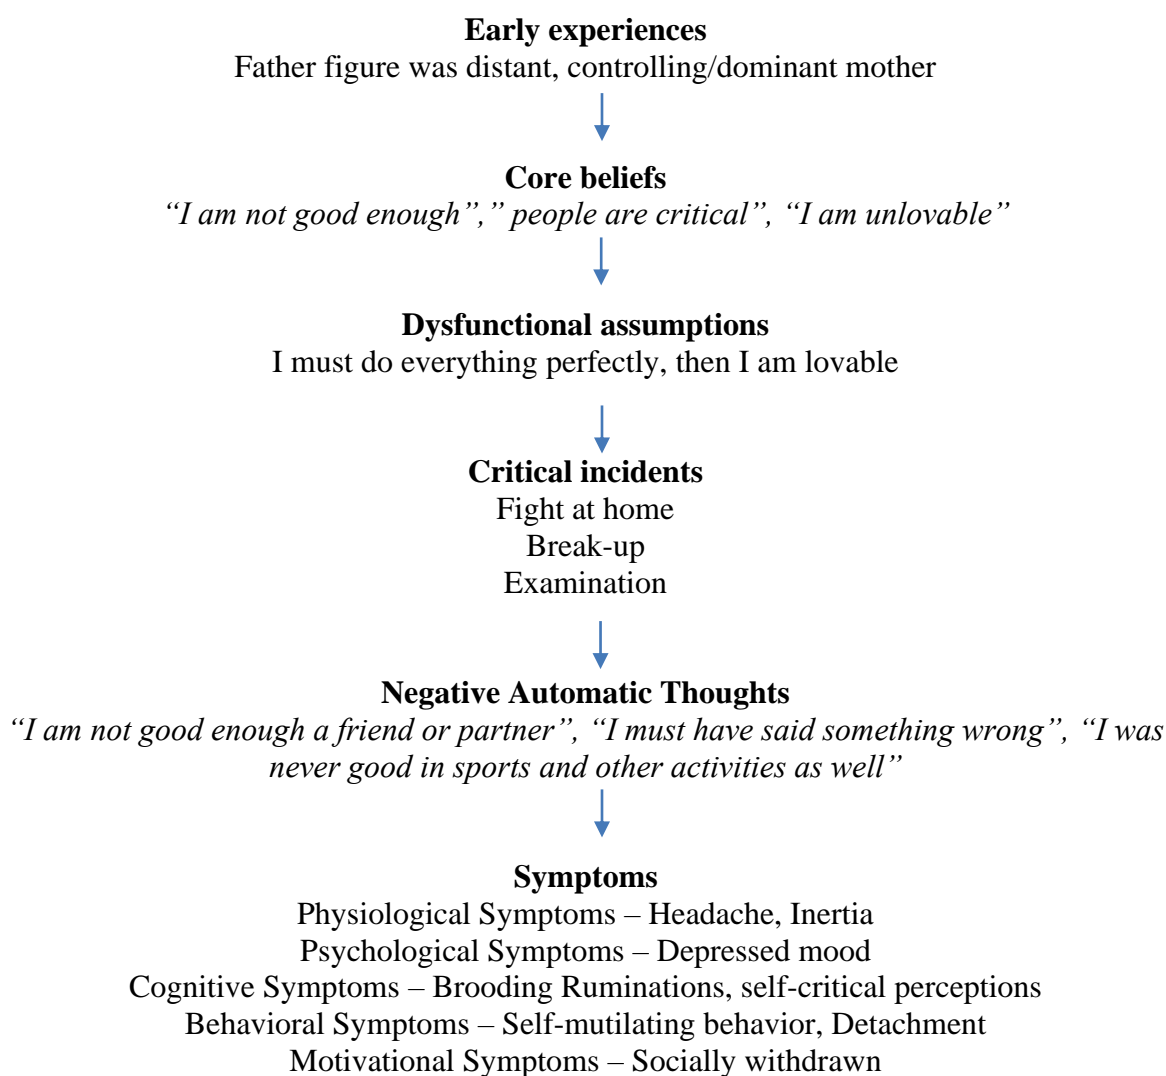 Early experiences
Father figure was distant, controlling/dominant mother
Core beliefs
“I am not good enough”,” people are critical”, “I am unlovable”
Dysfunctional assumptions
I must do everything perfectly, then I am lovable
Critical incidents
Fight at home
Break-up
Examination
Negative Automatic Thoughts
“I am not good enough a friend or partner”, “I must have said something wrong”, “I was
never good in sports and other activities as well”
Symptoms
Physiological Symptoms – Headache, Inertia
Psychological Symptoms – Depressed mood
Cognitive Symptoms – Brooding Ruminations, self-critical perceptions
Behavioral Symptoms – Self-mutilating behavior, Detachment
Motivational Symptoms – Socially withdrawn